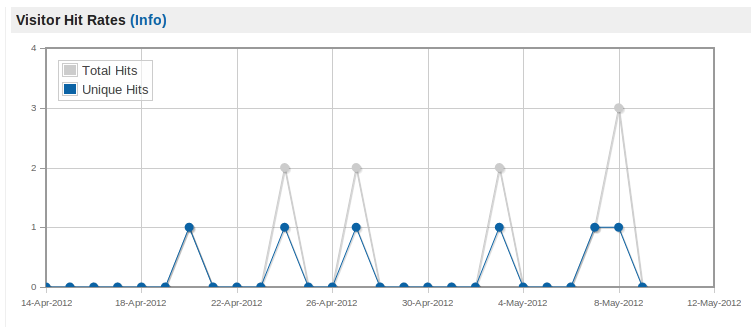 Visitor Hit Rates (Info)
4
Total Hits
Unique Hits
3
2
1
0
14-Apr-2012 18-Apr-2012 22-Apr-2012 26-Apr-2012 30-Apr-2012 4-May-2012 8-May-2012 12-May-2012